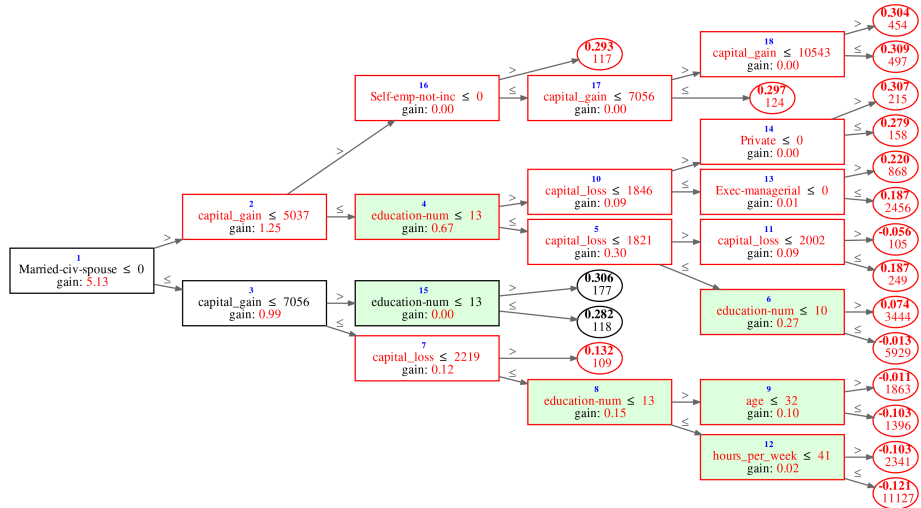 1
Married-civ-spouse ≤ 0
gain: 5.13
>
≤
2
capital_gain ≤ 5037
gain: 1.25
>
≤
3
capital_gain ≤ 7056
gain: 0.99
>
≤
16
Self-emp-not-inc ≤ 0
gain: 0.00
>
≤
4
education-num ≤ 13
gain: 0.67
>
≤
15
education-num ≤ 13
gain: 0.00
>
≤
7
capital_loss ≤ 2219
gain: 0.12
>
≤
0.293
117
17
capital_gain ≤ 7056
gain: 0.00
>
≤
10
capital_loss ≤ 1846
gain: 0.09
>
≤
5
capital_loss ≤ 1821
gain: 0.30
>
≤
0.306
177
0.282
118
0.132
109
8
education-num ≤ 13
gain: 0.15
>
≤
18
capital_gain ≤ 10543
gain: 0.00
>
≤
0.297
124
14
Private ≤ 0
gain: 0.00
>
≤
13
Exec-managerial ≤ 0
gain: 0.01
>
≤
11
capital_loss ≤ 2002
gain: 0.09
>
≤
6
education-num ≤ 10
gain: 0.27
>
≤
9
age ≤ 32
gain: 0.10
>
≤
12
hours_per_week ≤ 41
gain: 0.02
>
≤
0.304
454
0.309
497
0.307
215
0.279
158
0.220
868
0.187
2456
-0.056
105
0.187
249
0.074
3444
-0.013
5929
-0.011
1863
-0.103
1396
-0.103
2341
-0.121
11127